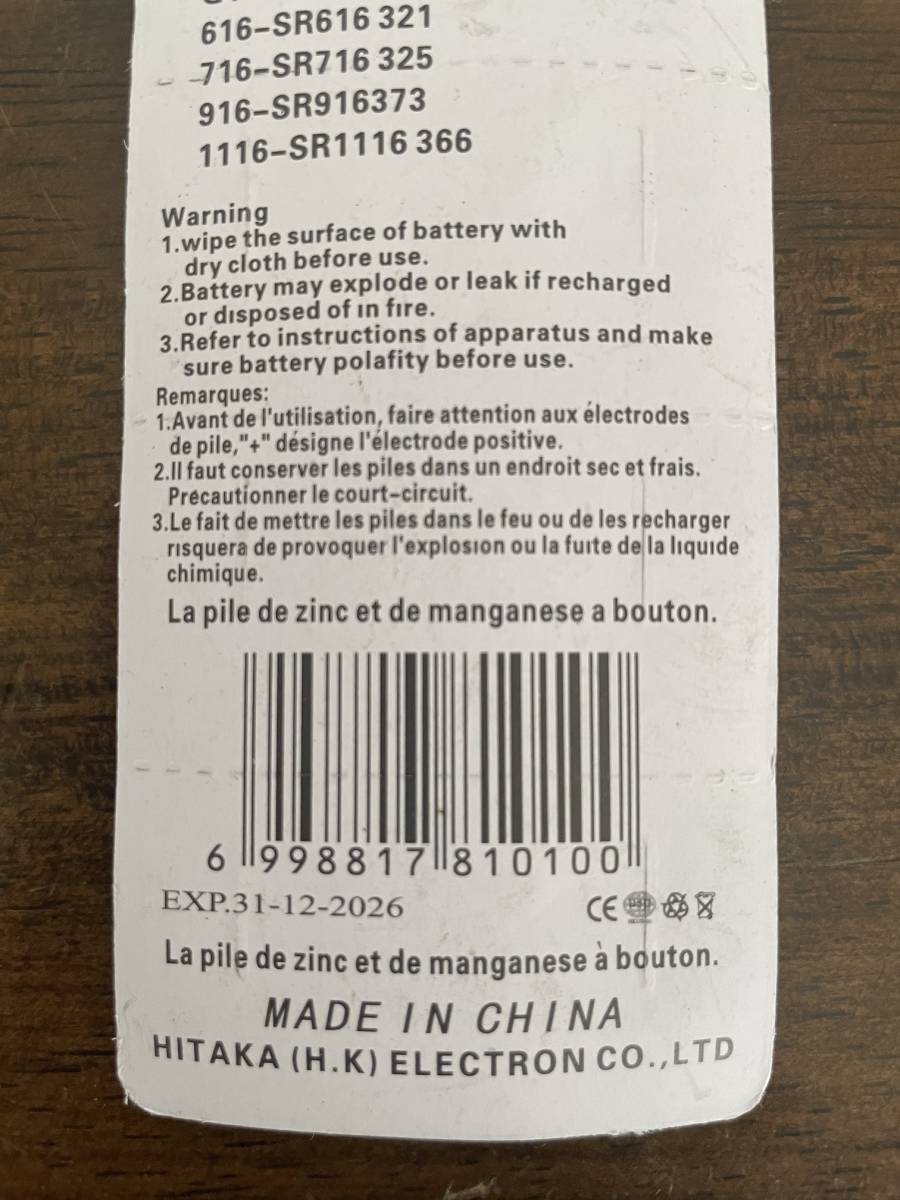 616-SR616 321
716-SR716 325
916-SR916373
1116-SR1116 366
Warning
1.wipe the surface of battery with
dry cloth before use.
2.Battery may explode or leak if recharged
or disposed of in fire.
3.Refer to instructions of apparatus and make
sure battery polafity before use.
Remarques:
1.Avant de l'utilisation, faire attention aux électrodes
de pile,"+" désigne l'électrode positive.
2.Il faut conserver les piles dans un endroit sec et frais.
Précautionner le court-circuit.
3.Le fait de mettre les piles dans le feu ou de les recharger
risquera de provoquer l'explosion ou la fuite de la liquide
chimique.
La pile de zinc et de manganese a bouton.
6 998817 810100
EXP.31-12-2026 CE
La pile de zinc et de manganese à bouton.
MADE IN CHINA
HITAKA (H.K) ELECTRON CO.,LTD